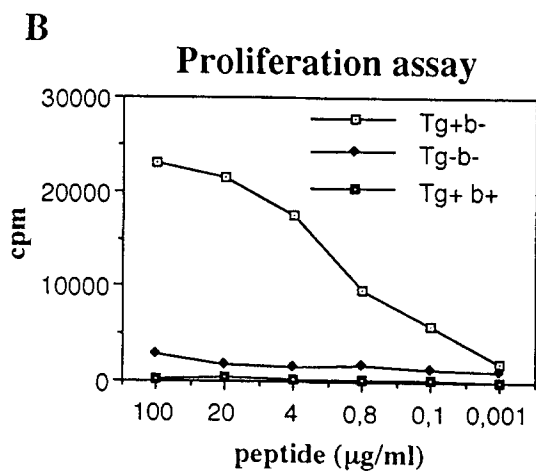 B
Proliferation assay
30000
20000
10000
0
cpm
Tg+b-
Tg-b-
Tg+ b+
100 20 4 0,8 0,1 0,001
peptide (µg/ml)